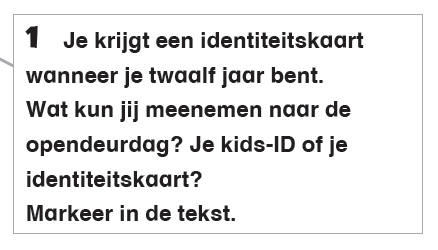 1 Je krijgt een identiteitskaart
wanneer je twaalf jaar bent.
Wat kun jij meenemen naar de
opendeurdag? Je kids-ID of je
identiteitskaart?
Markeer in de tekst.